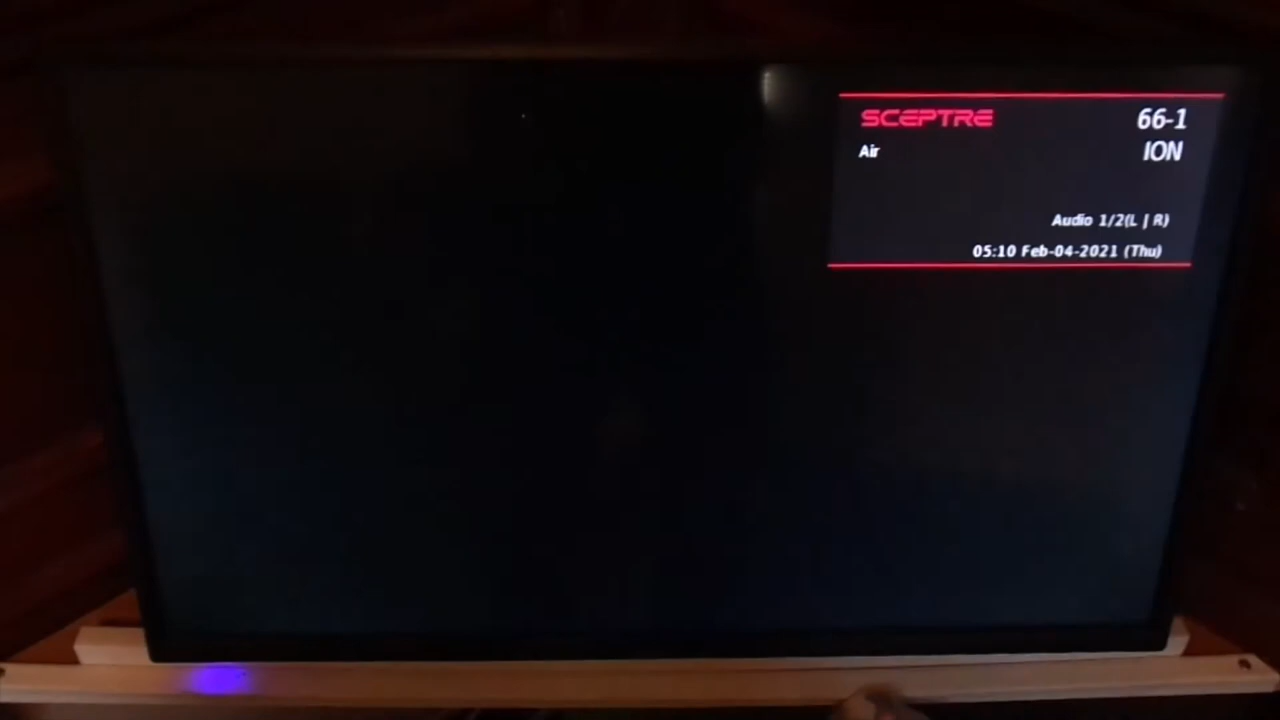 SCEPTRE 66-1
Air ION
Audio 1/2(L | R)
05:10 Feb-04-2021 (Thu)